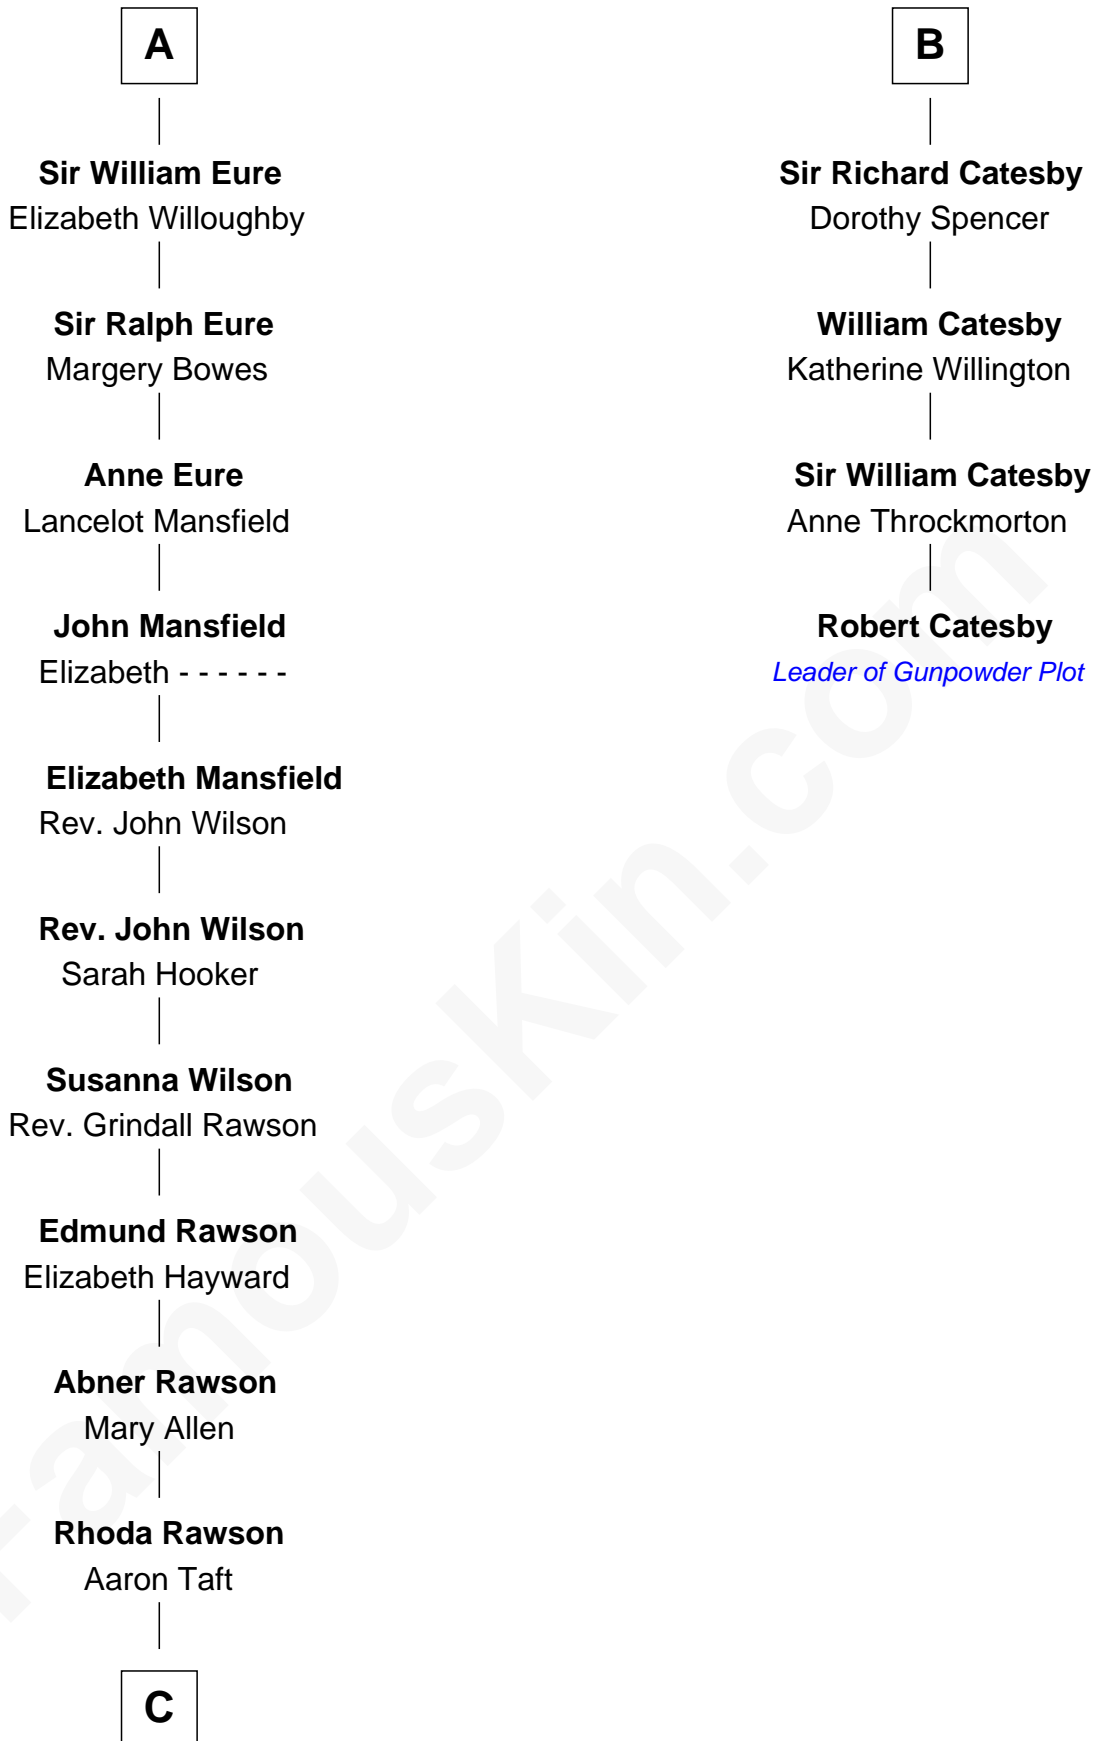 A
Sir William Eure
Elizabeth Willoughby
Sir Ralph Eure
Margery Bowes
Anne Eure
Lancelot Mansfield
John Mansfield
Elizabeth - - - - - -
Elizabeth Mansfield
Rev. John Wilson
Rev. John Wilson
Sarah Hooker
Susanna Wilson
Rev. Grindall Rawson
Edmund Rawson
Elizabeth Hayward
Abner Rawson
Mary Allen
Rhoda Rawson
Aaron Taft
C
B
Sir Richard Catesby
Dorothy Spencer
William Catesby
Katherine Willington
Sir William Catesby
Anne Throckmorton
Robert Catesby
Leader of Gunpowder Plot
FamousKin.com